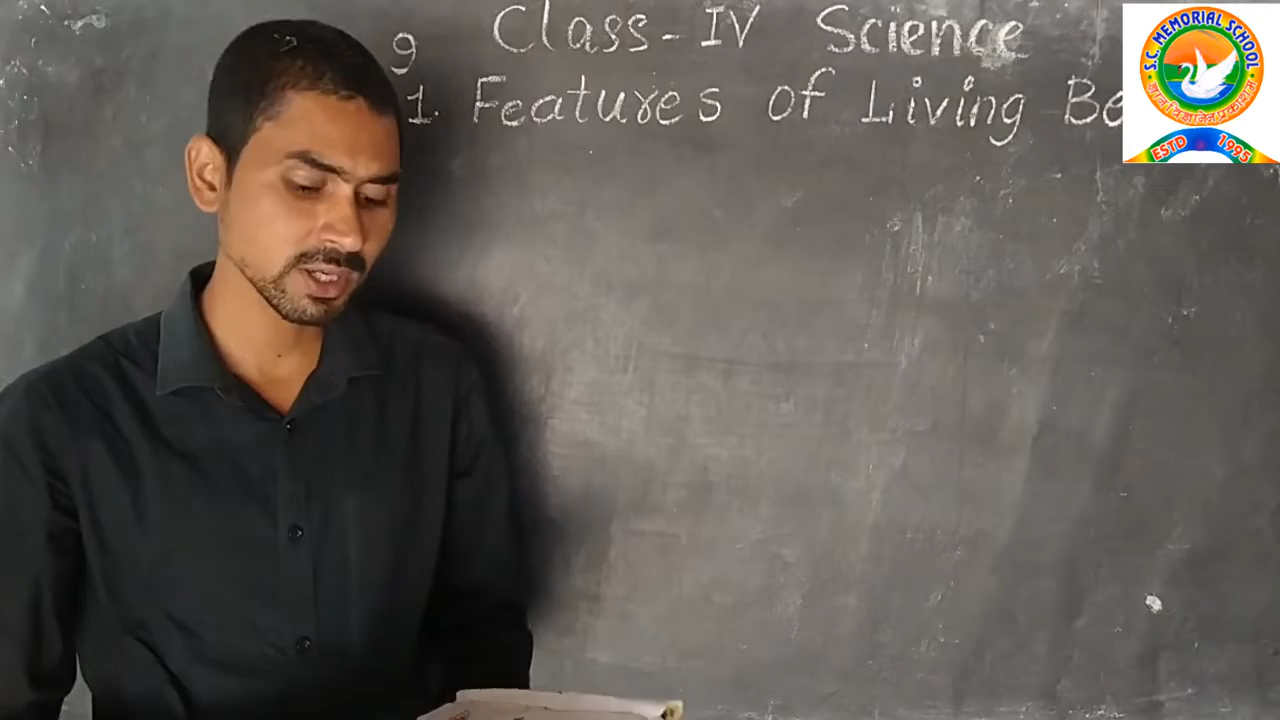 9 Class-IV Science
1. Features of Living Be
S.C. MEMORIAL SCHOOL
ESTD 1995